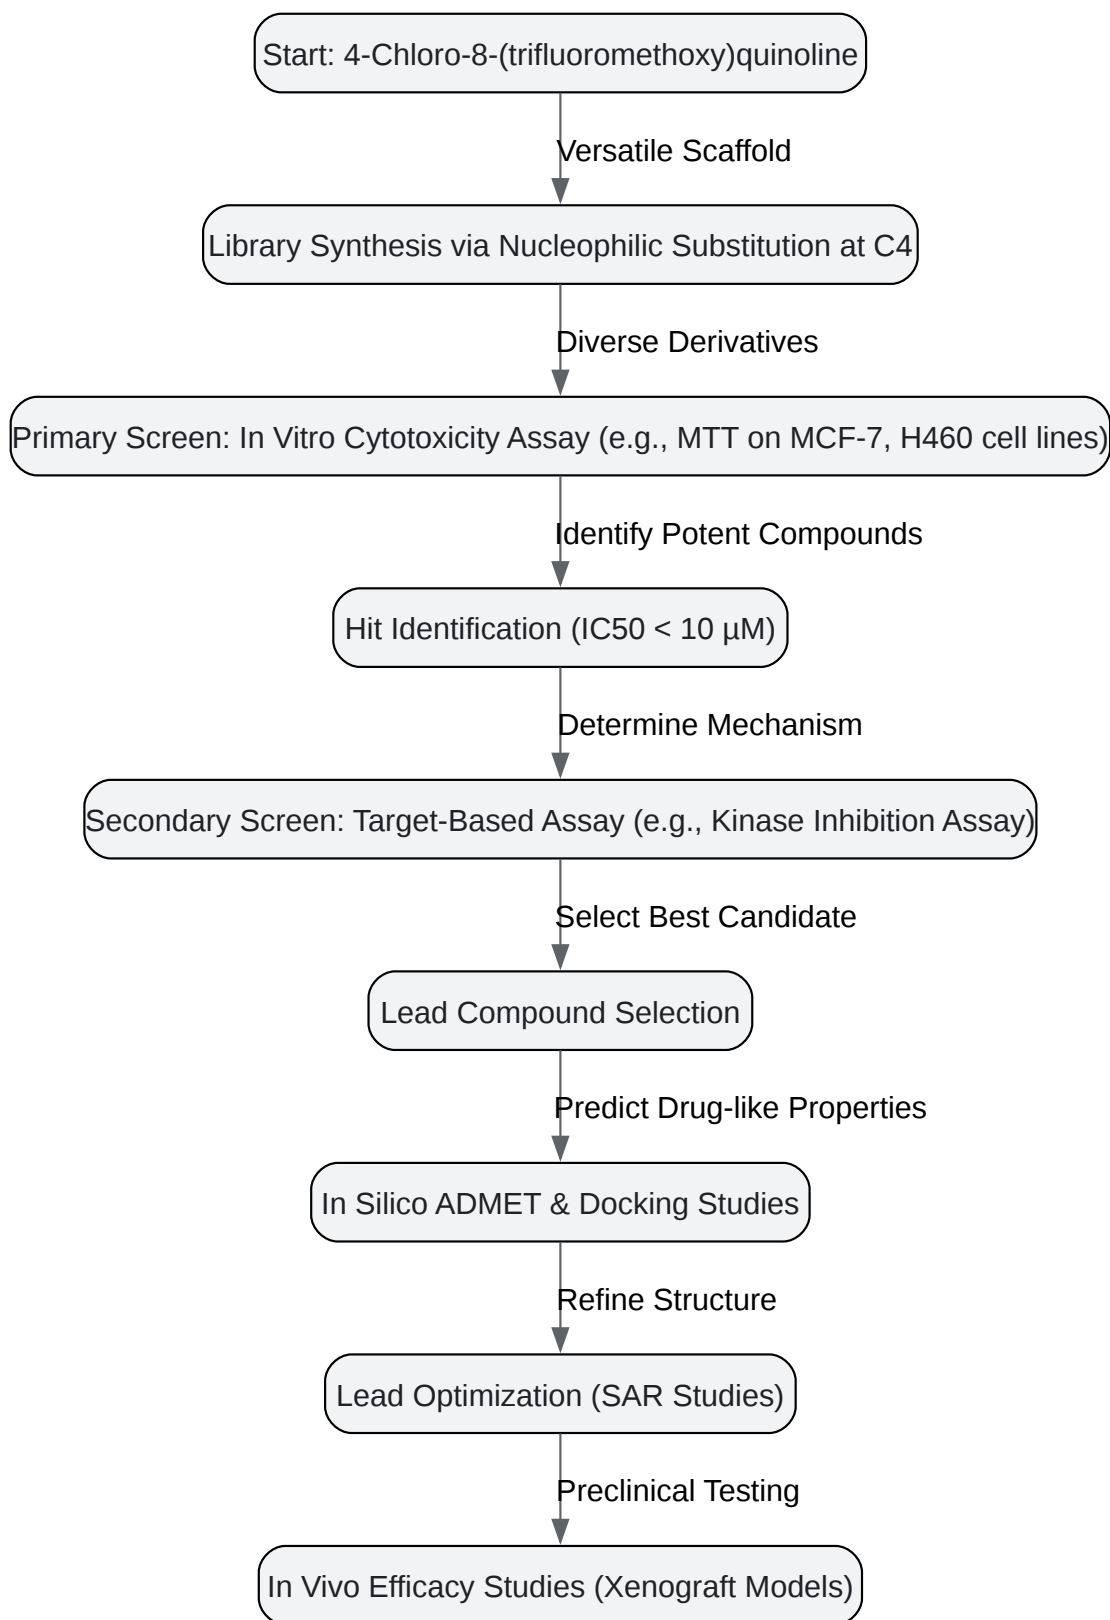 Start: 4-Chloro-8-(trifluoromethoxy)quinoline
Versatile Scaffold
Library Synthesis via Nucleophilic Substitution at C4
Diverse Derivatives
Primary Screen: In Vitro Cytotoxicity Assay (e.g., MTT on MCF-7, H460 cell lines)
Identify Potent Compounds
Hit Identification (IC50 < 10 µM)
Determine Mechanism
Secondary Screen: Target-Based Assay (e.g., Kinase Inhibition Assay)
Select Best Candidate
Lead Compound Selection
Predict Drug-like Properties
In Silico ADMET & Docking Studies
Refine Structure
Lead Optimization (SAR Studies)
Preclinical Testing
In Vivo Efficacy Studies (Xenograft Models)